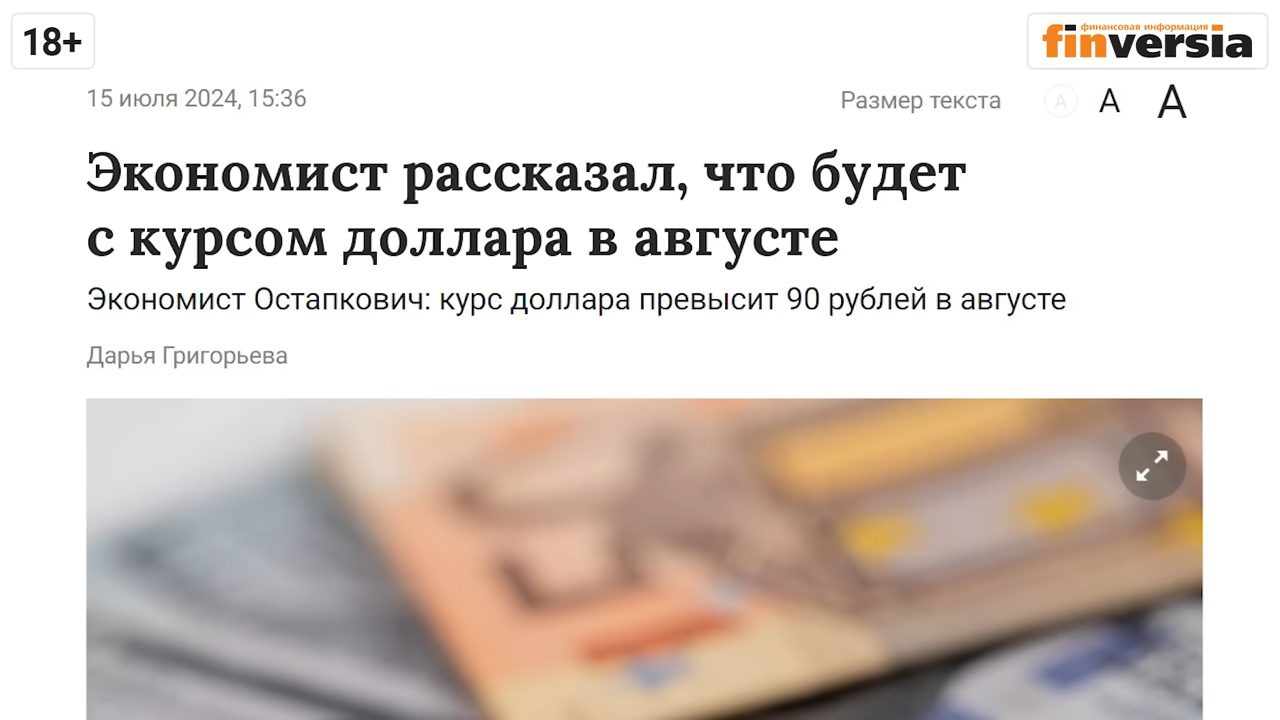 18+
финансовая информация
finversia
15 июля 2024, 15:36
Размер текста A A A
Экономист рассказал, что будет
с курсом доллара в августе
Экономист Остапкович: курс доллара превысит 90 рублей в августе
Дарья Григорьева